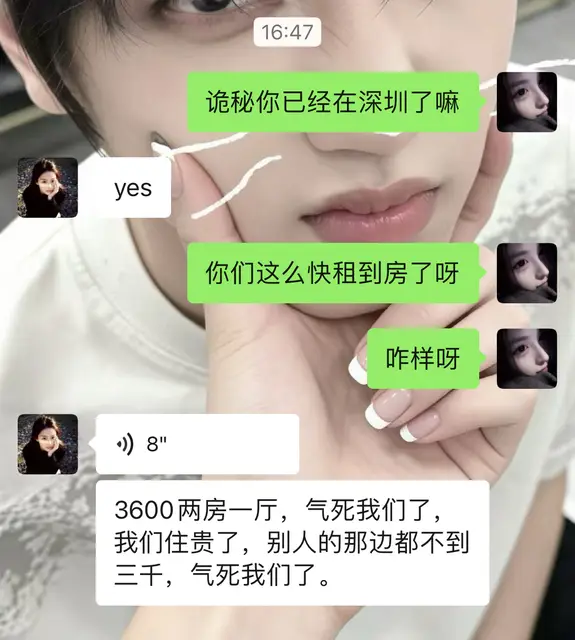 16:47
诡秘你已经在深圳了嘛
yes
你们这么快租到房了呀
咋样呀
8"
3600两房一厅，气死我们了，
我们住贵了，别人的那边都不到
三千，气死我们了。